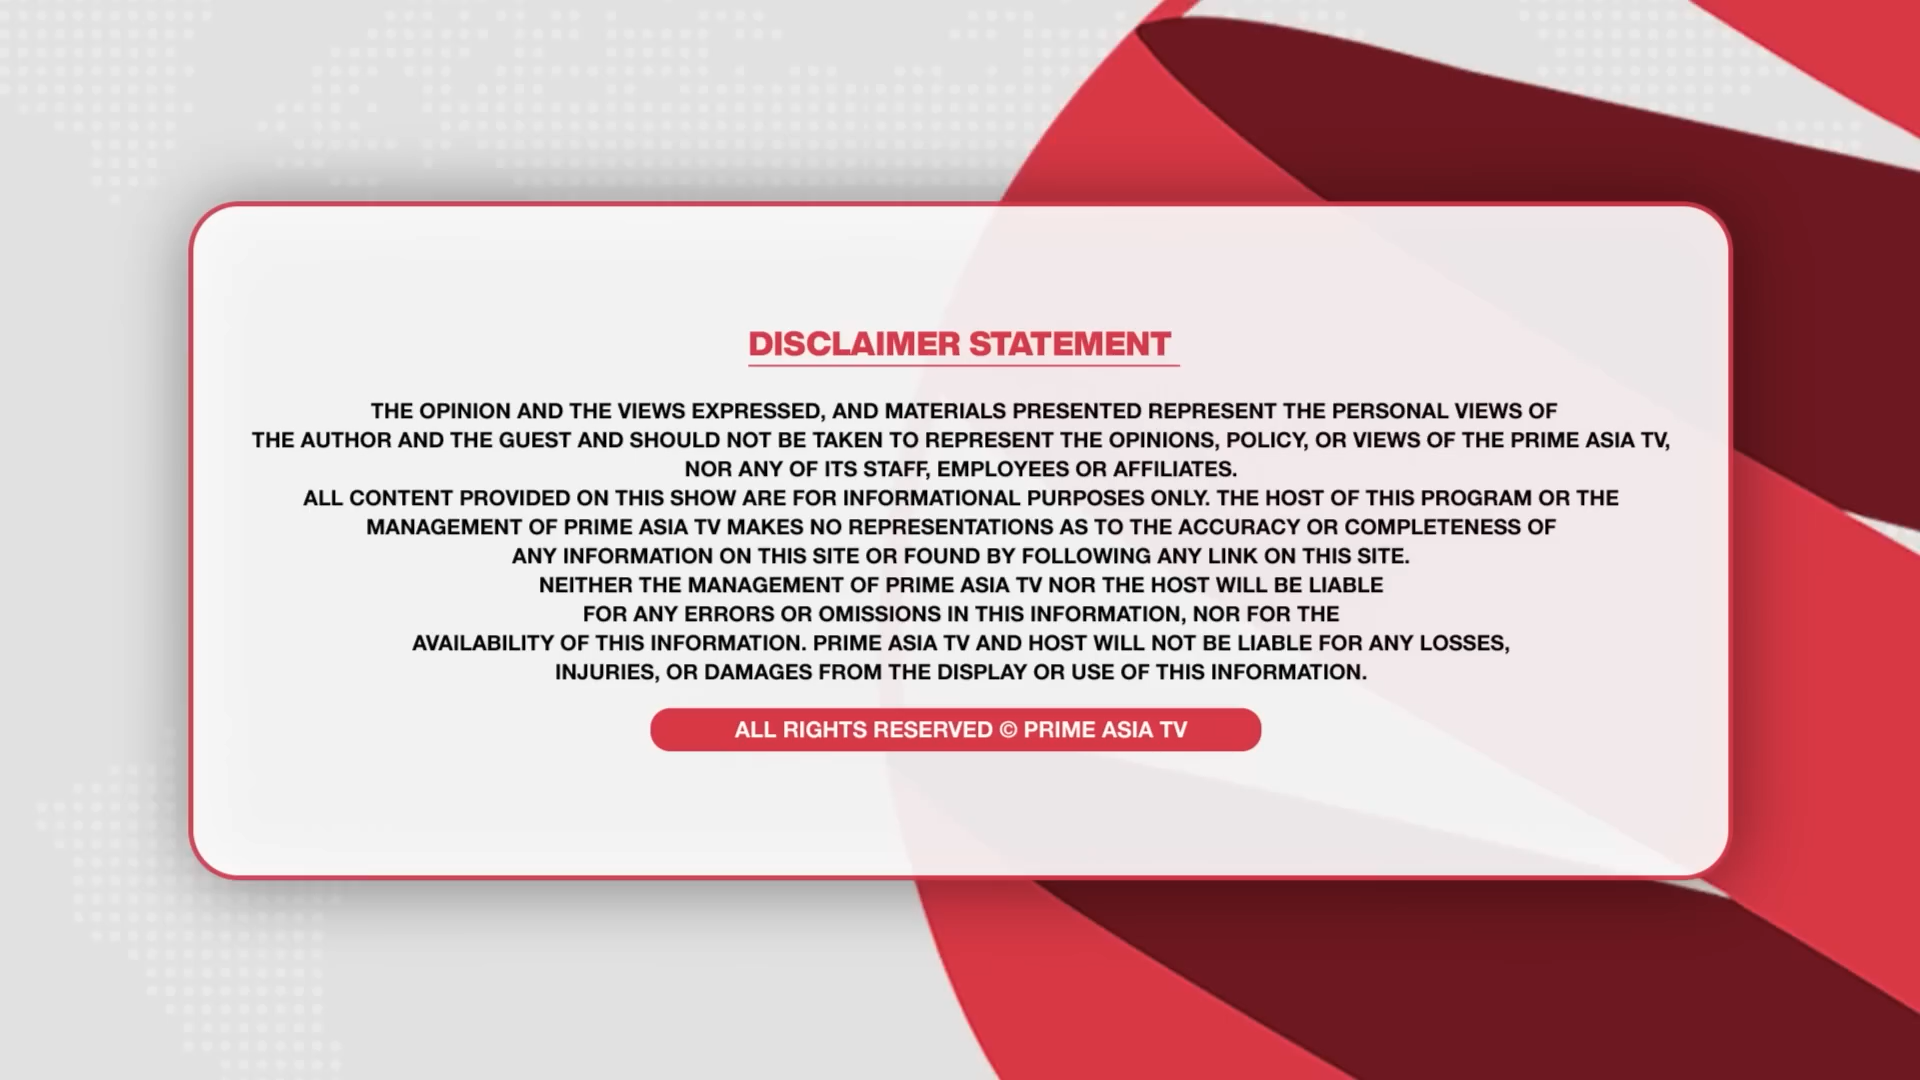 DISCLAIMER STATEMENT
THE OPINION AND THE VIEWS EXPRESSED, AND MATERIALS PRESENTED REPRESENT THE PERSONAL VIEWS OF
THE AUTHOR AND THE GUEST AND SHOULD NOT BE TAKEN TO REPRESENT THE OPINIONS, POLICY, OR VIEWS OF THE PRIME ASIA TV,
NOR ANY OF ITS STAFF, EMPLOYEES OR AFFILIATES.
ALL CONTENT PROVIDED ON THIS SHOW ARE FOR INFORMATIONAL PURPOSES ONLY. THE HOST OF THIS PROGRAM OR THE
MANAGEMENT OF PRIME ASIA TV MAKES NO REPRESENTATIONS AS TO THE ACCURACY OR COMPLETENESS OF
ANY INFORMATION ON THIS SITE OR FOUND BY FOLLOWING ANY LINK ON THIS SITE.
NEITHER THE MANAGEMENT OF PRIME ASIA TV NOR THE HOST WILL BE LIABLE
FOR ANY ERRORS OR OMISSIONS IN THIS INFORMATION, NOR FOR THE
AVAILABILITY OF THIS INFORMATION. PRIME ASIA TV AND HOST WILL NOT BE LIABLE FOR ANY LOSSES,
INJURIES, OR DAMAGES FROM THE DISPLAY OR USE OF THIS INFORMATION.
ALL RIGHTS RESERVED © PRIME ASIA TV